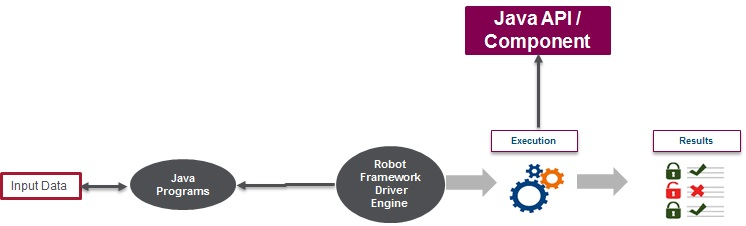 Java API /
Component
Execution
Results
Input Data
Java
Programs
Robot
Framework
Driver
Engine